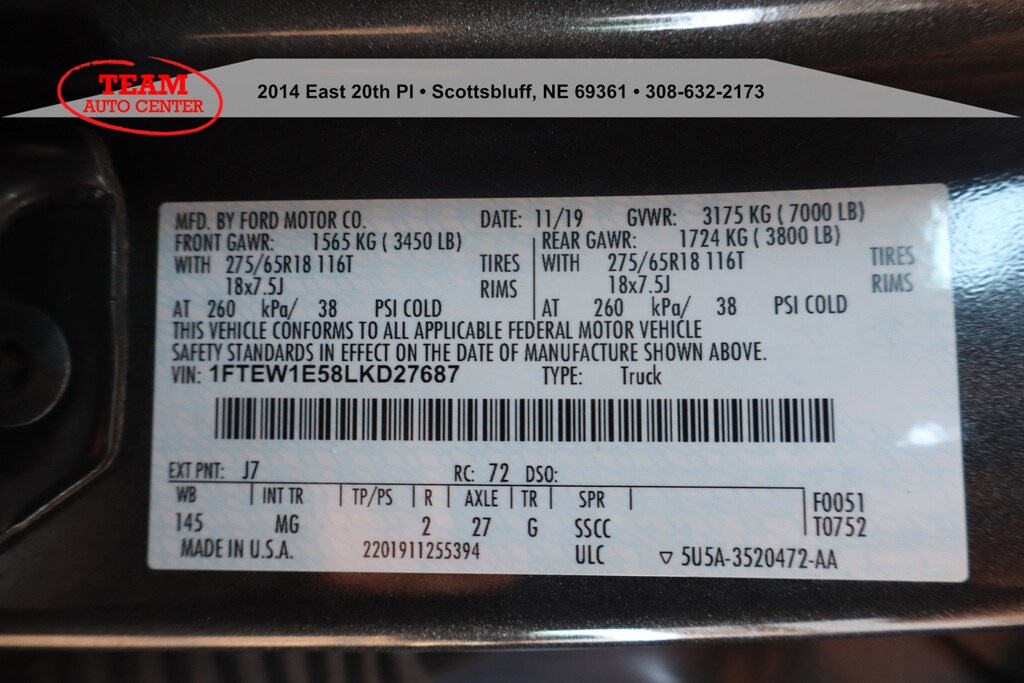 TEAM
AUTO CENTER
2014 East 20th Pl • Scottsbluff, NE 69361 • 308-632-2173
MFD. BY FORD MOTOR CO. DATE: 11/19 GVWR: 3175 KG ( 7000 LB)
FRONT GAWR: 1565 KG ( 3450 LB) REAR GAWR: 1724 KG ( 3800 LB)
WITH 275/65R18 116T TIRES WITH 275/65R18 116T TIRES
18x7.5J RIMS 18x7.5J RIMS
AT 260 kPa/ 38 PSI COLD AT 260 kPa/ 38 PSI COLD
THIS VEHICLE CONFORMS TO ALL APPLICABLE FEDERAL MOTOR VEHICLE
SAFETY STANDARDS IN EFFECT ON THE DATE OF MANUFACTURE SHOWN ABOVE.
VIN: 1FTEW1E58LKD27687 TYPE: Truck
EXT PNT: J7 RC: 72 DSO:
WB INT TR TP/PS R AXLE TR SPR F0051
145 MG 2 27 G SSCC T0752
MADE IN U.S.A. 2201911255394 ULC ▽ 5U5A-3520472-AA